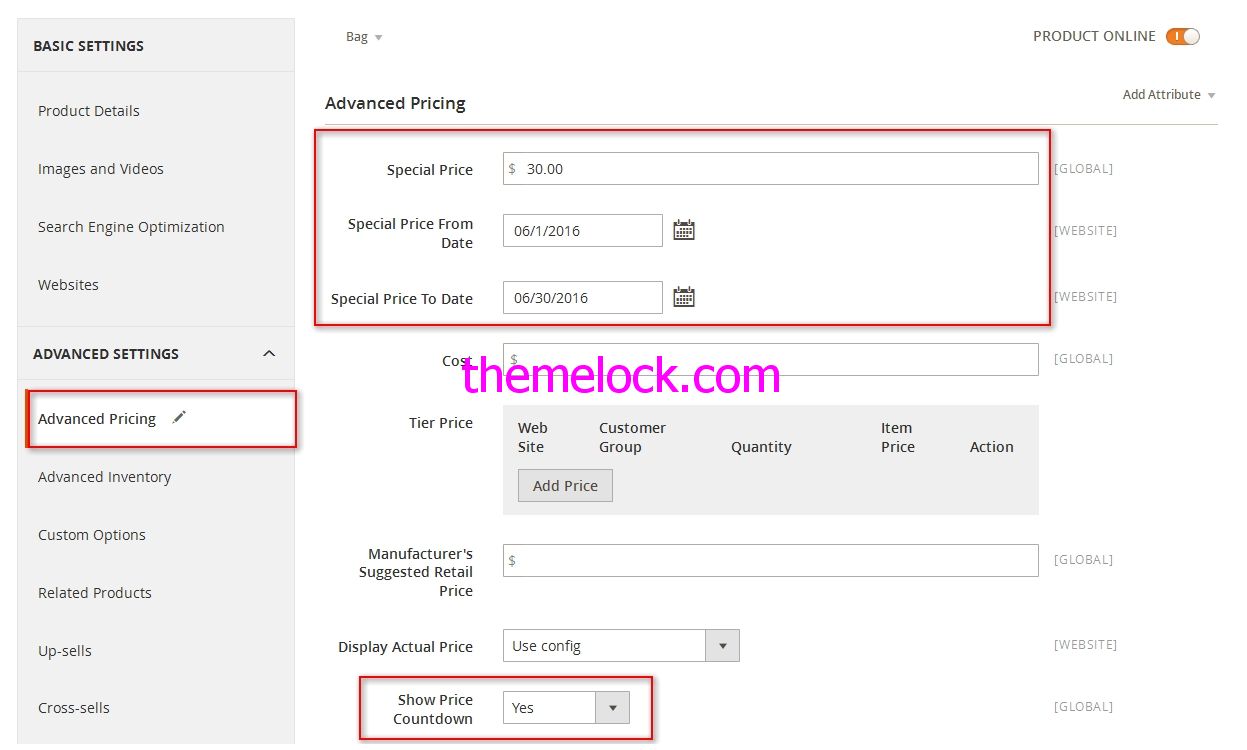 BASIC SETTINGS
Product Details
Images and Videos
Search Engine Optimization
Websites
ADVANCED SETTINGS
Advanced Pricing
Advanced Inventory
Custom Options
Related Products
Up-sells
Cross-sells
Bag
PRODUCT ONLINE
Advanced Pricing
Add Attribute
Special Price
$ 30.00
[GLOBAL]
Special Price From
Date
06/1/2016
[WEBSITE]
Special Price To Date
06/30/2016
[WEBSITE]
Cost
$
[GLOBAL]
themelock.com
Tier Price
Web
Site
Customer
Group
Quantity
Item
Price
Action
Add Price
Manufacturer's
Suggested Retail
Price
$
[GLOBAL]
Display Actual Price
Use config
[WEBSITE]
Show Price
Countdown
Yes
[GLOBAL]